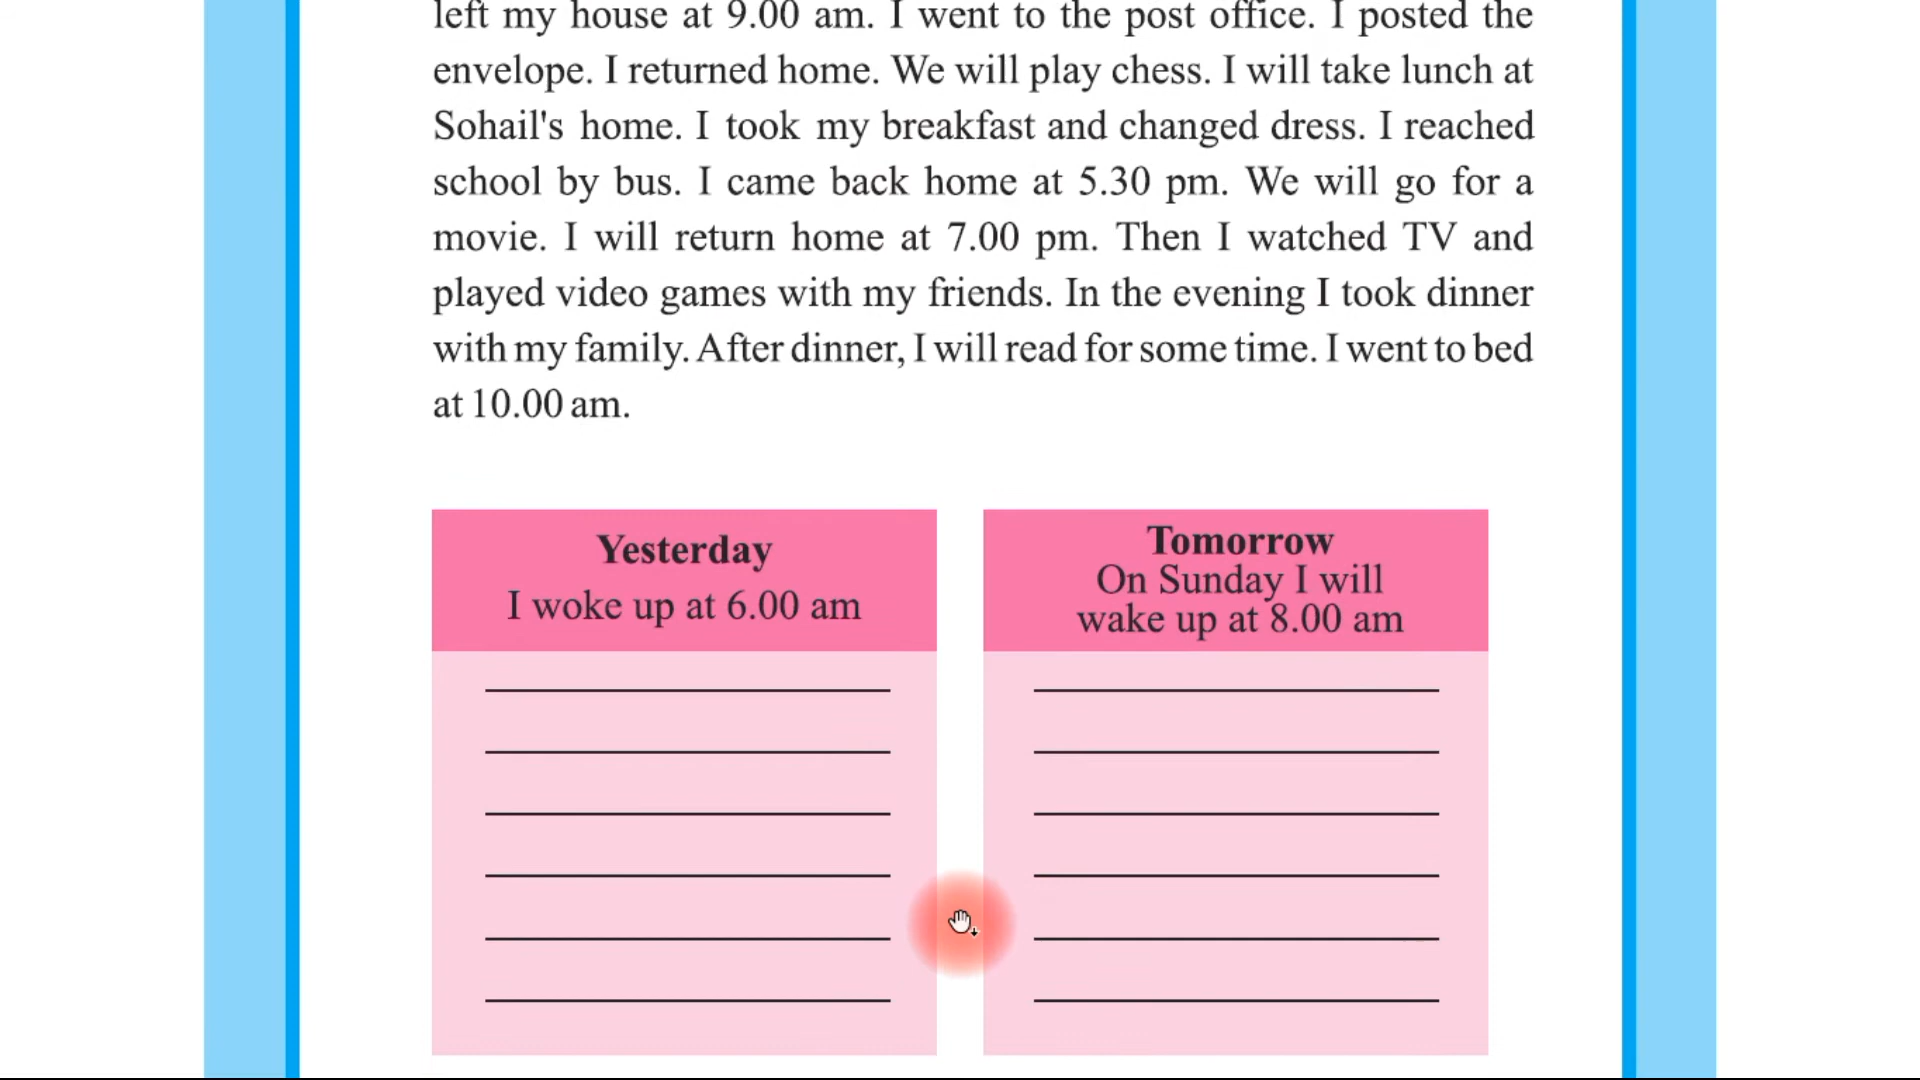 left my house at 9.00 am. I went to the post office. I posted the
envelope. I returned home. We will play chess. I will take lunch at
Sohail's home. I took my breakfast and changed dress. I reached
school by bus. I came back home at 5.30 pm. We will go for a
movie. I will return home at 7.00 pm. Then I watched TV and
played video games with my friends. In the evening I took dinner
with my family. After dinner, I will read for some time. I went to bed
at 10.00 am.
Yesterday
I woke up at 6.00 am
Tomorrow
On Sunday I will
wake up at 8.00 am